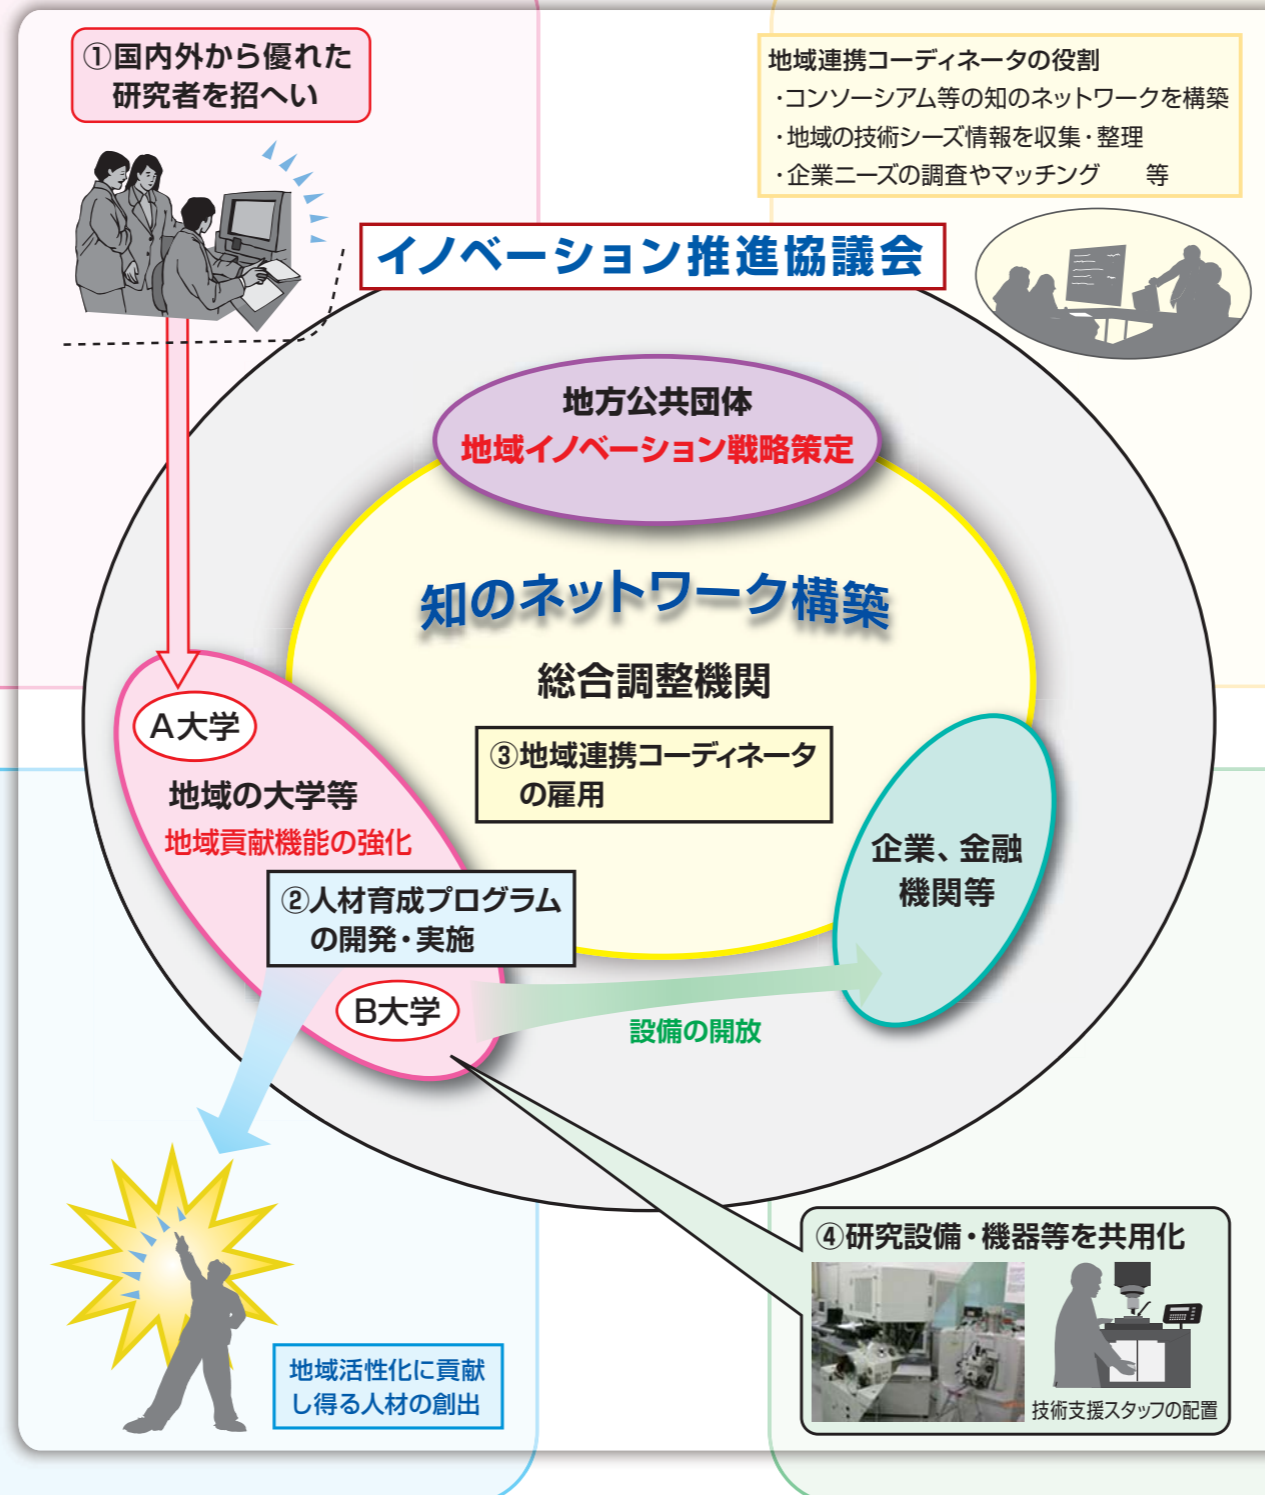 ①国内外から優れた
研究者を招へい
地域連携コーディネータの役割
・コンソーシアム等の知のネットワークを構築
・地域の技術シーズ情報を収集・整理
・企業ニーズの調査やマッチング　等
イノベーション推進協議会
地方公共団体
地域イノベーション戦略策定
知のネットワーク構築
総合調整機関
③地域連携コーディネータ
の雇用
A大学
地域の大学等
地域貢献機能の強化
②人材育成プログラム
の開発・実施
B大学
企業、金融
機関等
設備の開放
④研究設備・機器等を共用化
技術支援スタッフの配置
地域活性化に貢献
し得る人材の創出